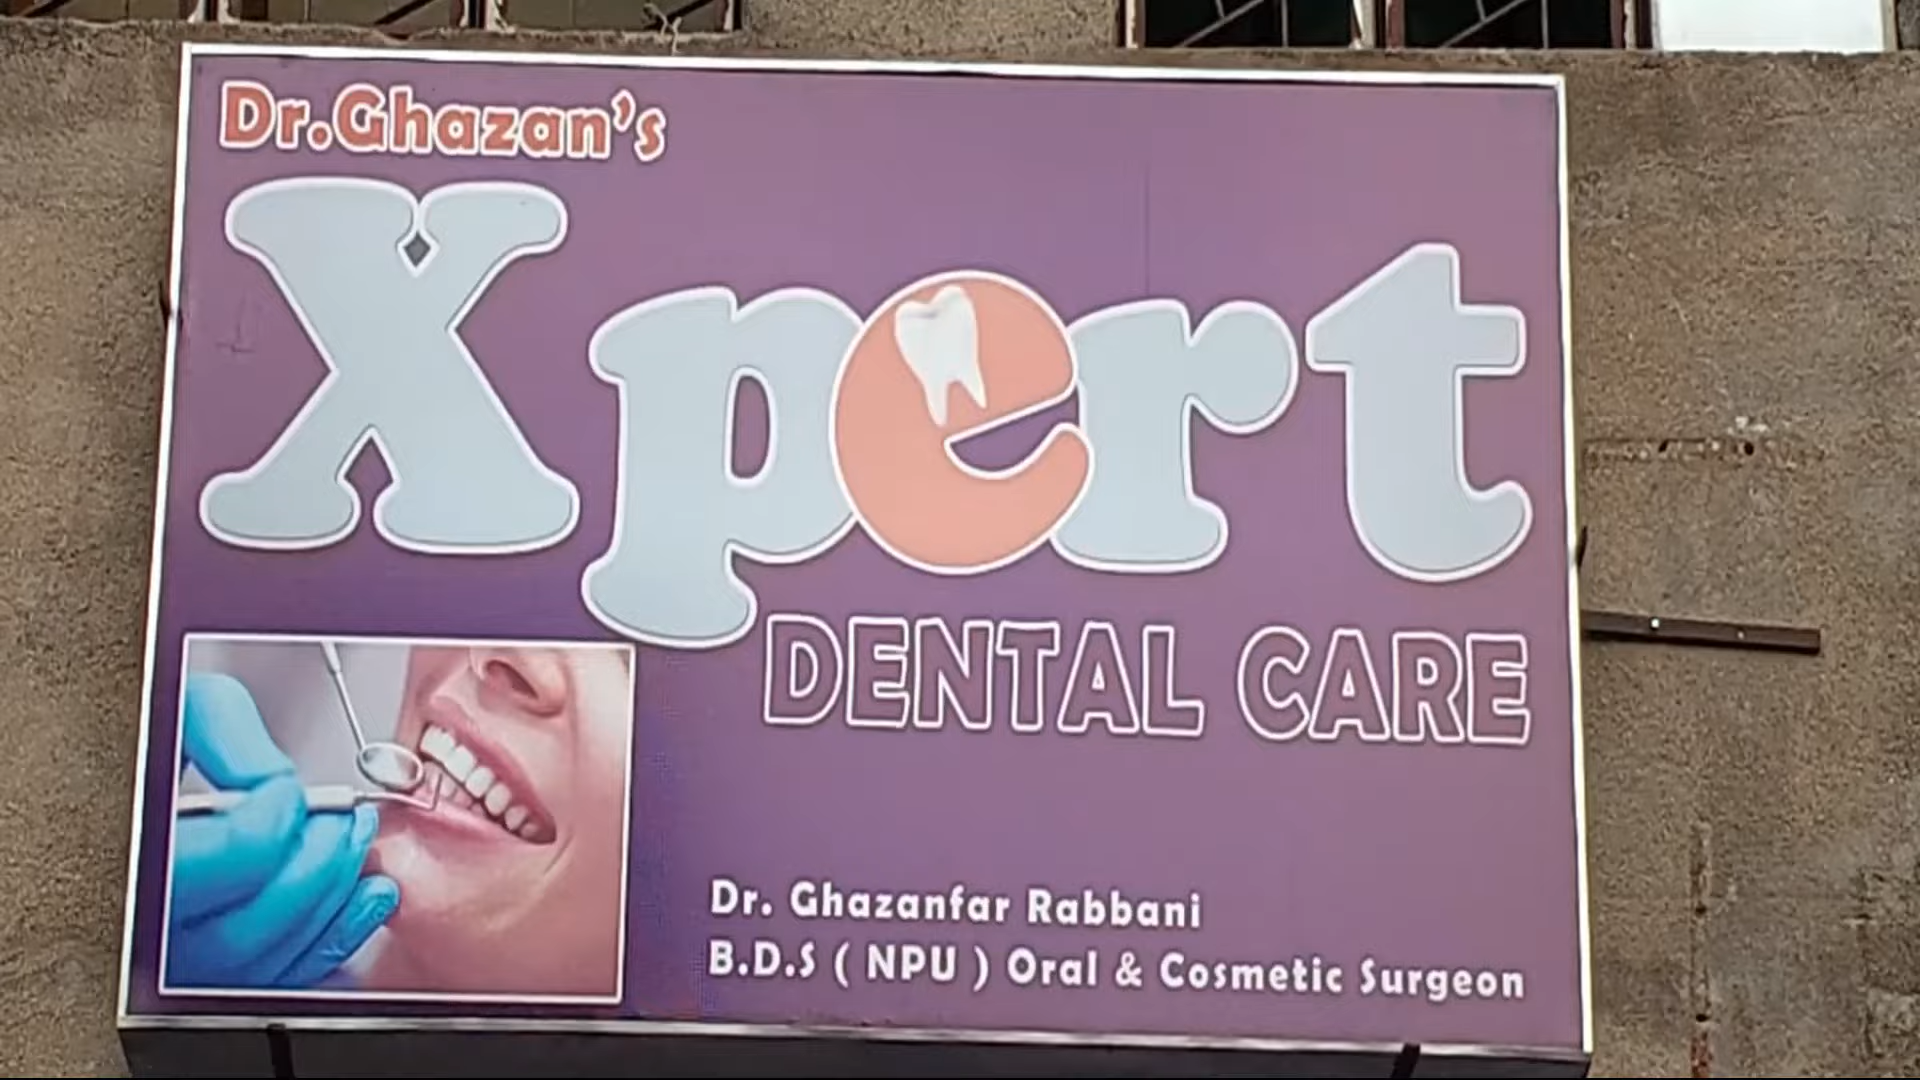 Dr.Ghazan's
Xpert
DENTAL CARE
Dr. Ghazanfar Rabbani
B.D.S ( NPU ) Oral & Cosmetic Surgeon